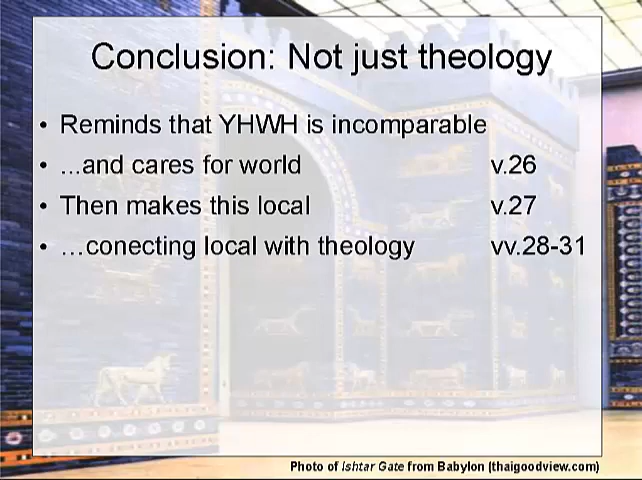 Conclusion: Not just theology
• Reminds that YHWH is incomparable
• ...and cares for world v.26
• Then makes this local v.27
• …conecting local with theology vv.28-31
Photo of Ishtar Gate from Babylon (thaigoodview.com)